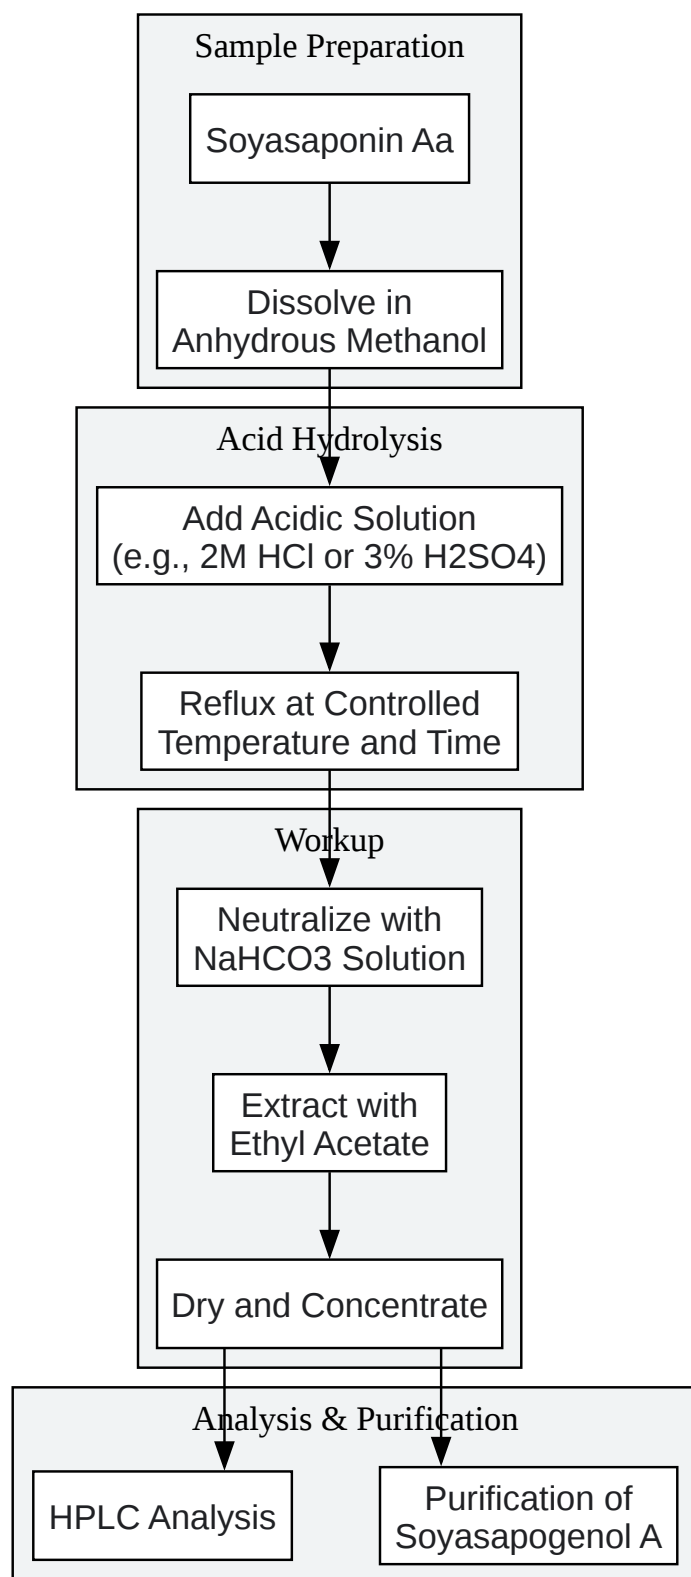 Sample Preparation
Soyasaponin Aa
Dissolve in
Anhydrous Methanol
Acid Hydrolysis
Add Acidic Solution
(e.g., 2M HCl or 3% H2SO4)
Reflux at Controlled
Temperature and Time
Workup
Neutralize with
NaHCO3 Solution
Extract with
Ethyl Acetate
Dry and Concentrate
Analysis & Purification
HPLC Analysis
Purification of
Soyasapogenol A